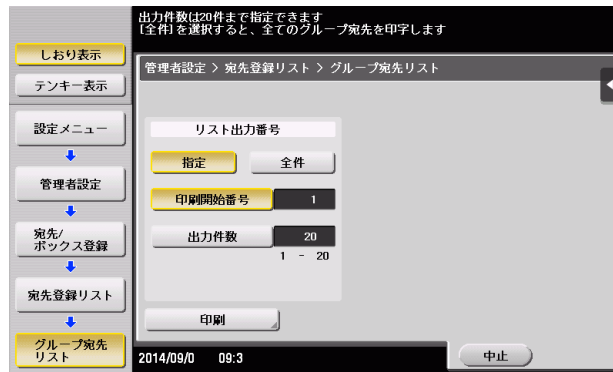 出力件数は20件まで指定できます
[全件]を選択すると、全てのグループ宛先を印字します
しおり表示
テンキー表示
管理者設定 > 宛先登録リスト > グループ宛先リスト
設定メニュー
管理者設定
宛先/
ボックス登録
宛先登録リスト
グループ宛先
リスト
リスト出力番号
指定
全件
印刷開始番号
1
出力件数
20
1 - 20
印刷
2014/09/0 09:3
中止